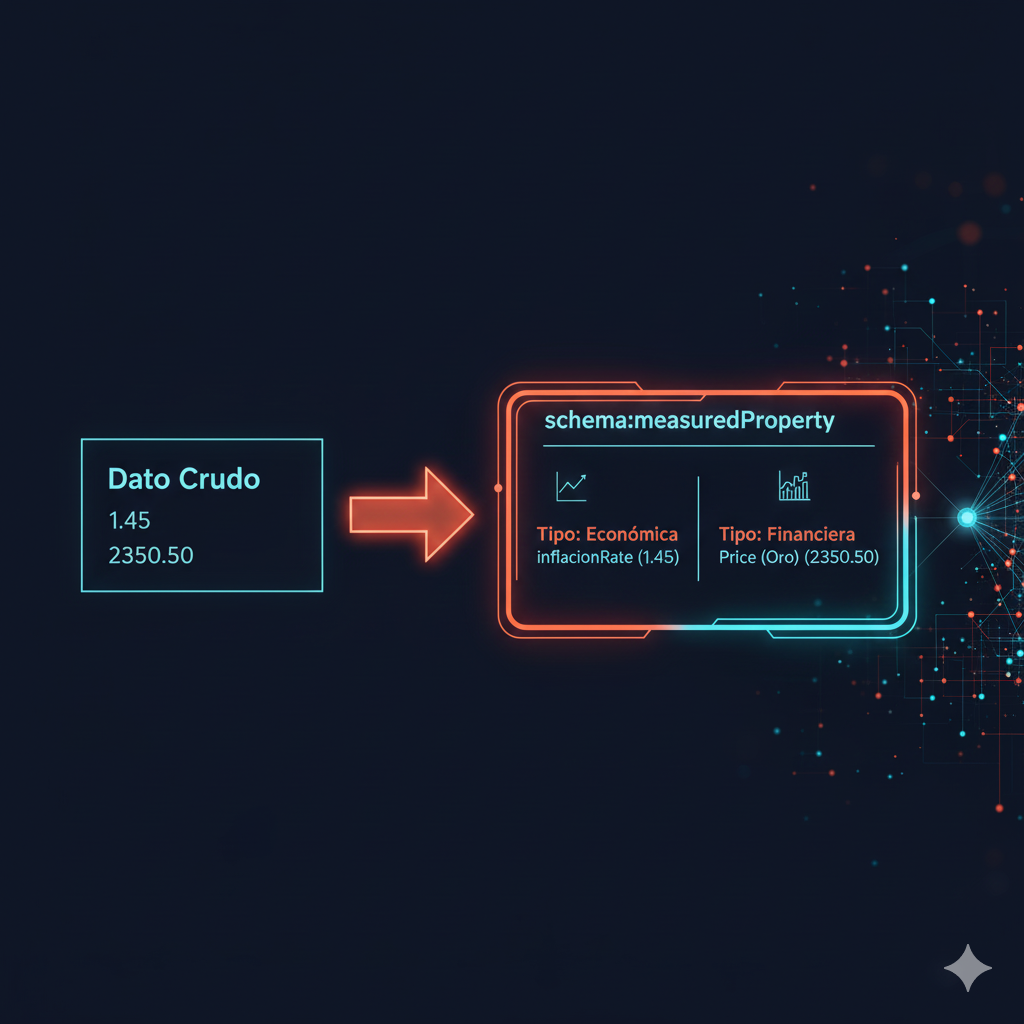 Dato Crudo
1.45
2350.50
schema:measuredProperty
Tipo: Económica
inflacionRate (1.45)
Tipo: Financiera
Price (Oro) (2350.50)